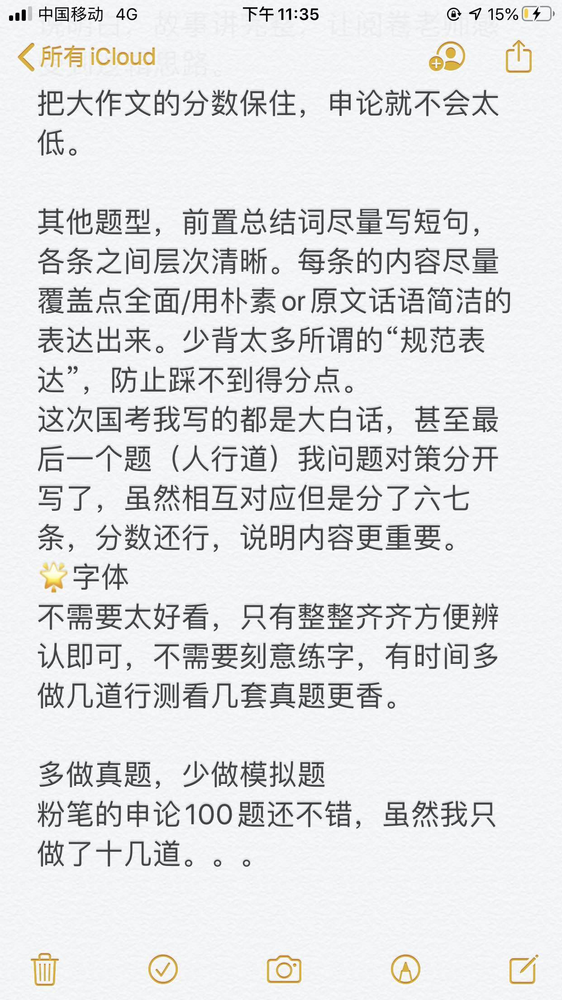 中国移动 4G 下午11:35 15%
所有 iCloud
把大作文的分数保住，申论就不会太
低。
其他题型，前置总结词尽量写短句，
各条之间层次清晰。每条的内容尽量
覆盖点全面/用朴素or原文话语简洁的
表达出来。少背太多所谓的“规范表
达”，防止踩不到得分点。
这次国考我写的都是大白话，甚至最
后一个题（人行道）我问题对策分开
写了，虽然相互对应但是分了六七
条，分数还行，说明内容更重要。
🌟字体
不需要太好看，只有整整齐齐方便辨
认即可，不需要刻意练字，有时间多
做几道行测看几套真题更香。
多做真题，少做模拟题
粉笔的申论100题还不错，虽然我只
做了十几道。。。